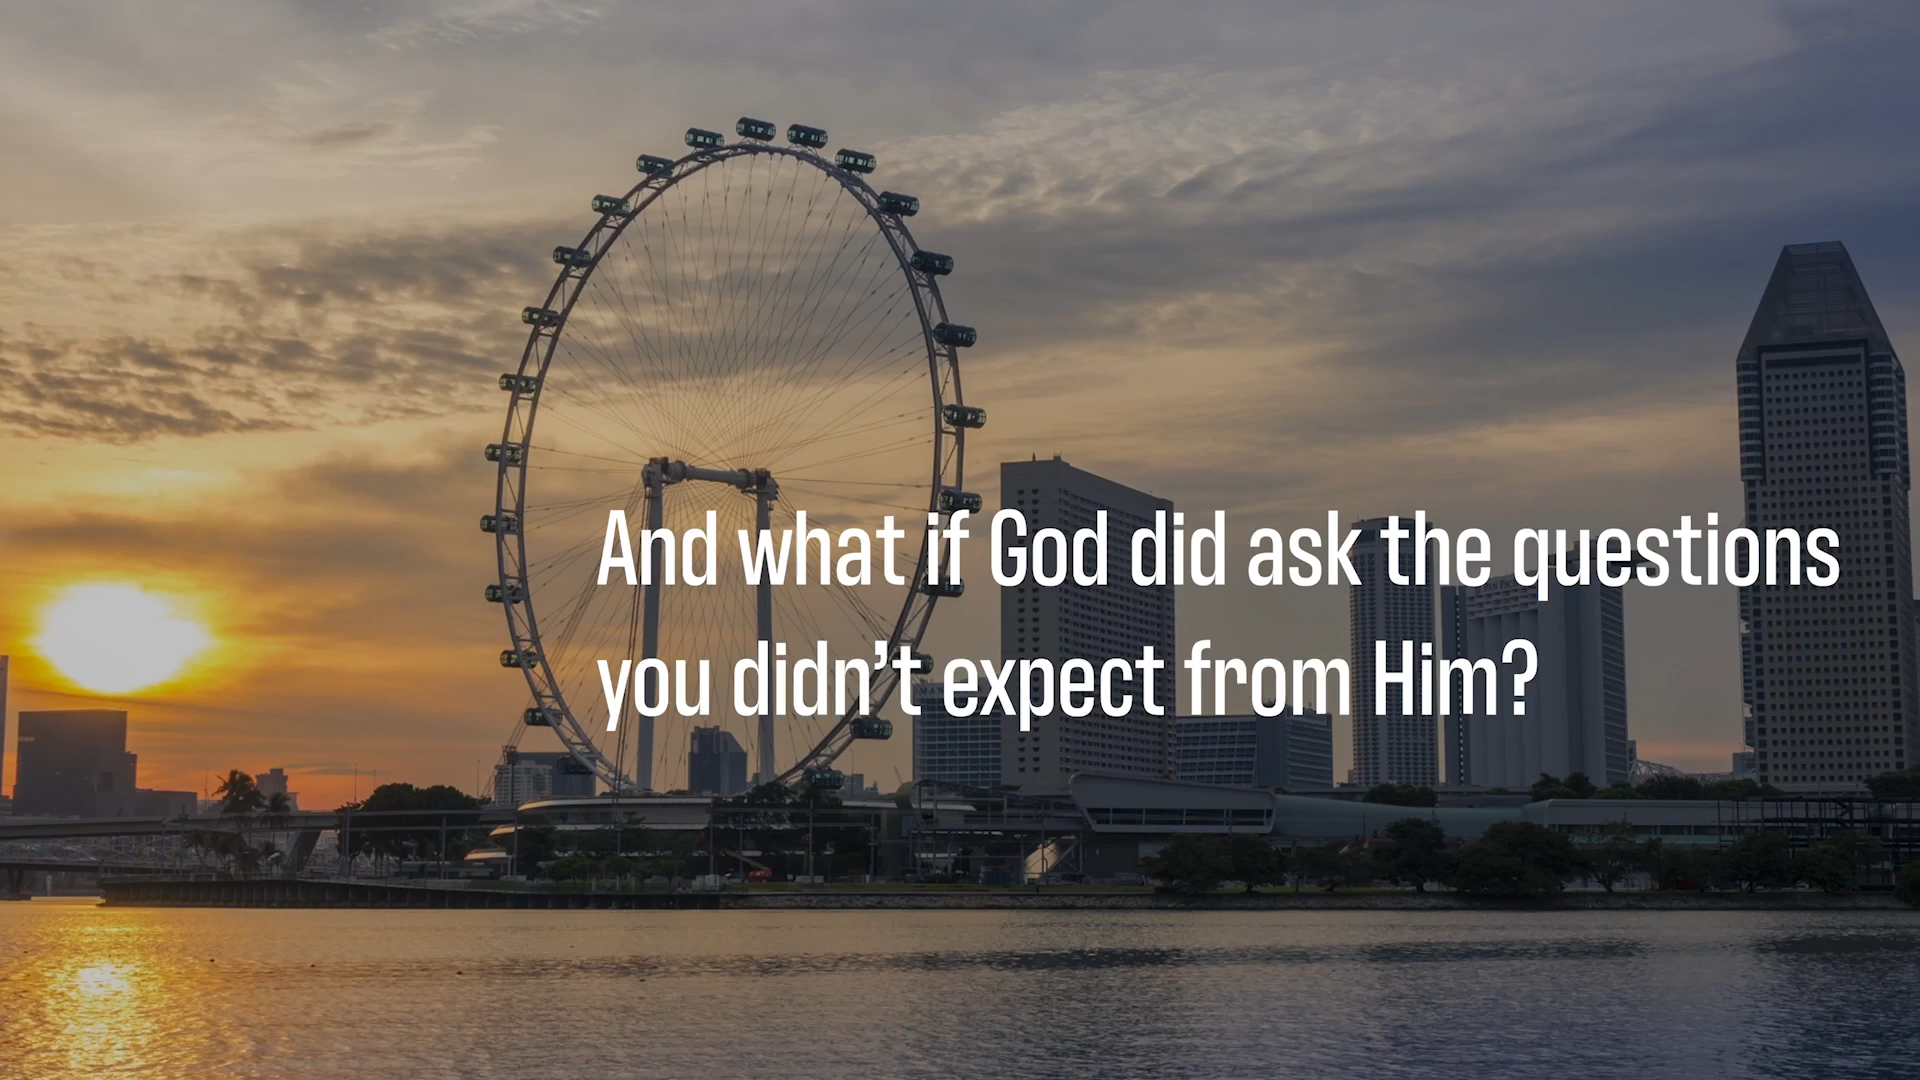 And what if God did ask the questions
you didn’t expect from Him?